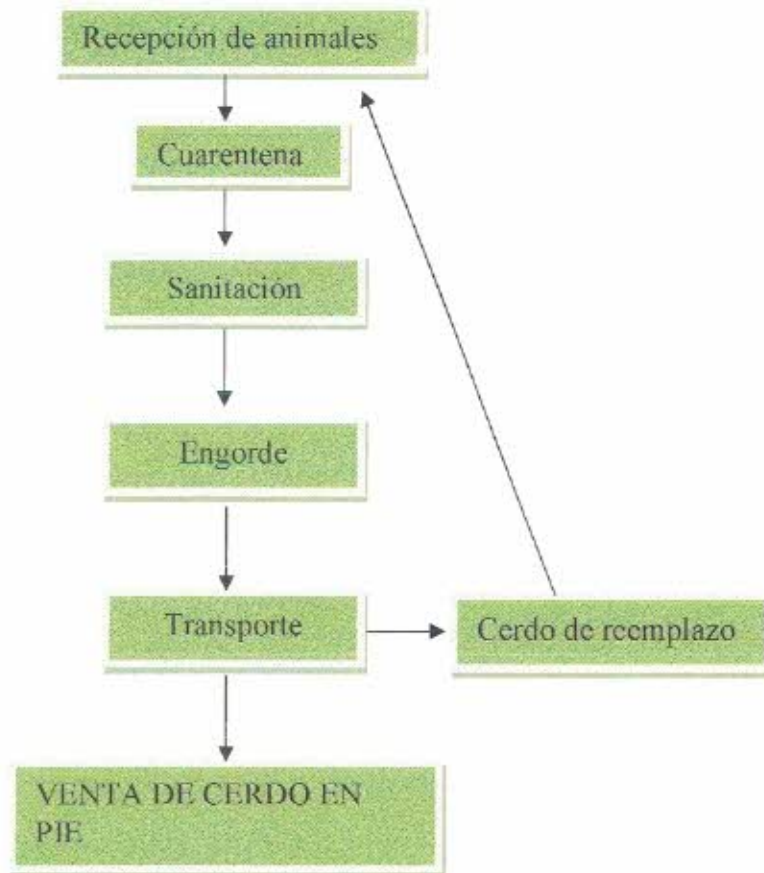 Recepción de animales
Cuarentena
Sanitación
Engorde
Transporte
Cerdo de reemplazo
VENTA DE CERDO EN
PIE